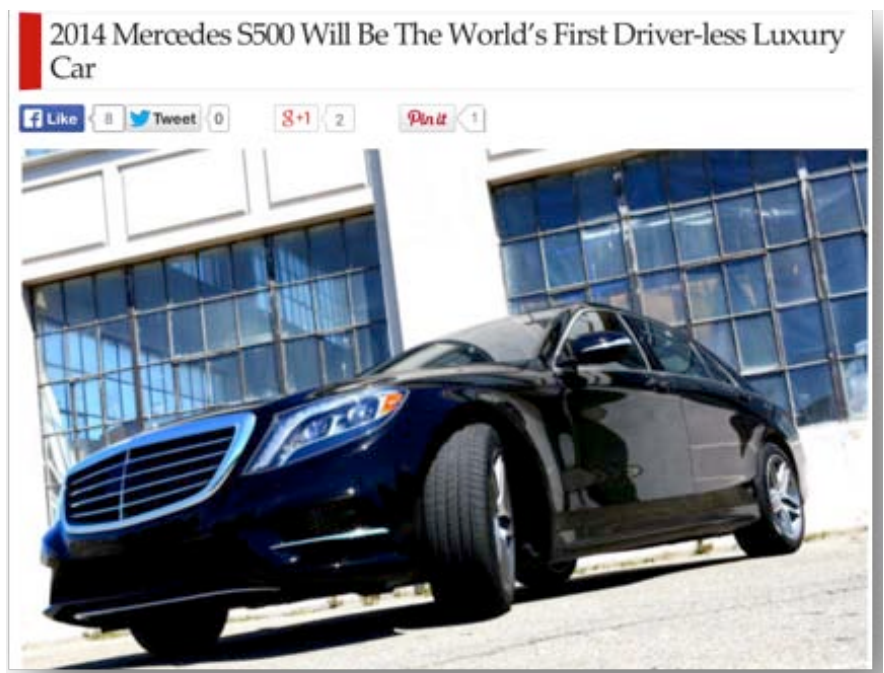 2014 Mercedes S500 Will Be The World's First Driver-less Luxury
Car
Like 8 Tweet 0 g+1 2 Pin it 1